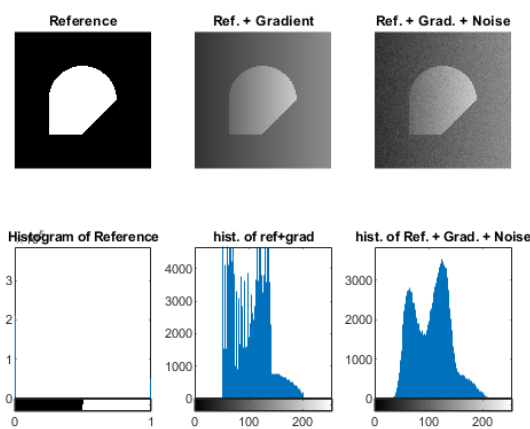 Reference
Ref. + Gradient
Ref. + Grad. + Noise
Histogram of Reference
hist. of ref+grad
hist. of Ref. + Grad. + Noise
3
2
1
0
0 1
4000
3000
2000
1000
0
0 100 200
3000
2000
1000
0
0 100 200